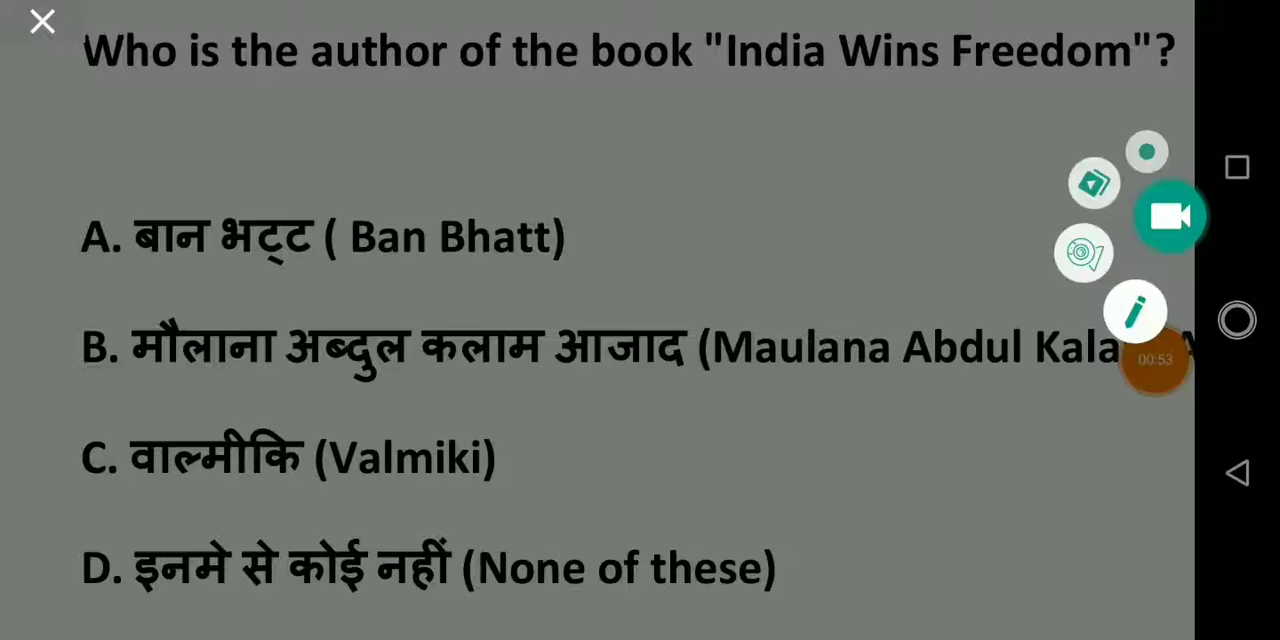 Who is the author of the book "India Wins Freedom"?
A. बान भट्ट ( Ban Bhatt)
B. मौलाना अब्दुल कलाम आजाद (Maulana Abdul
00:53
C. वाल्मीकि (Valmiki)
D. इनमे से कोई नहीं (None of these)